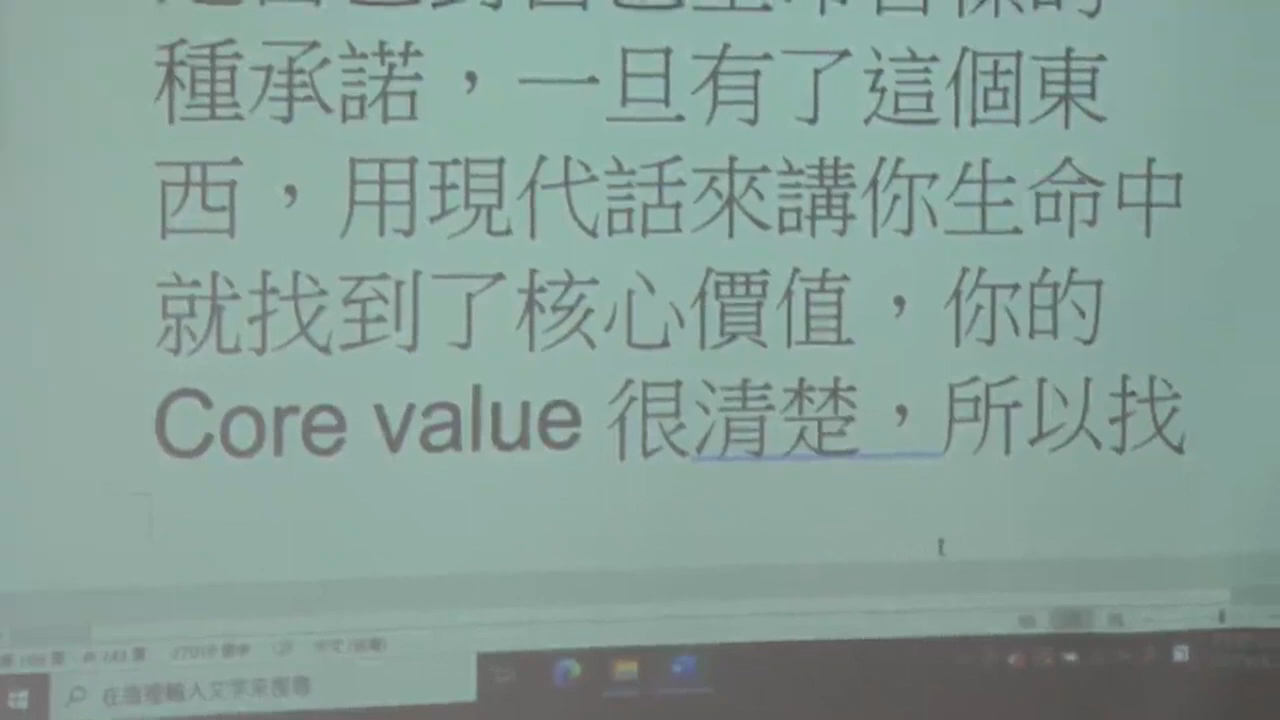 種承諾，一旦有了這個東
西，用現代話來講你生命中
就找到了核心價值，你的
Core value 很清楚，所以找
在這裡輸入文字來搜尋